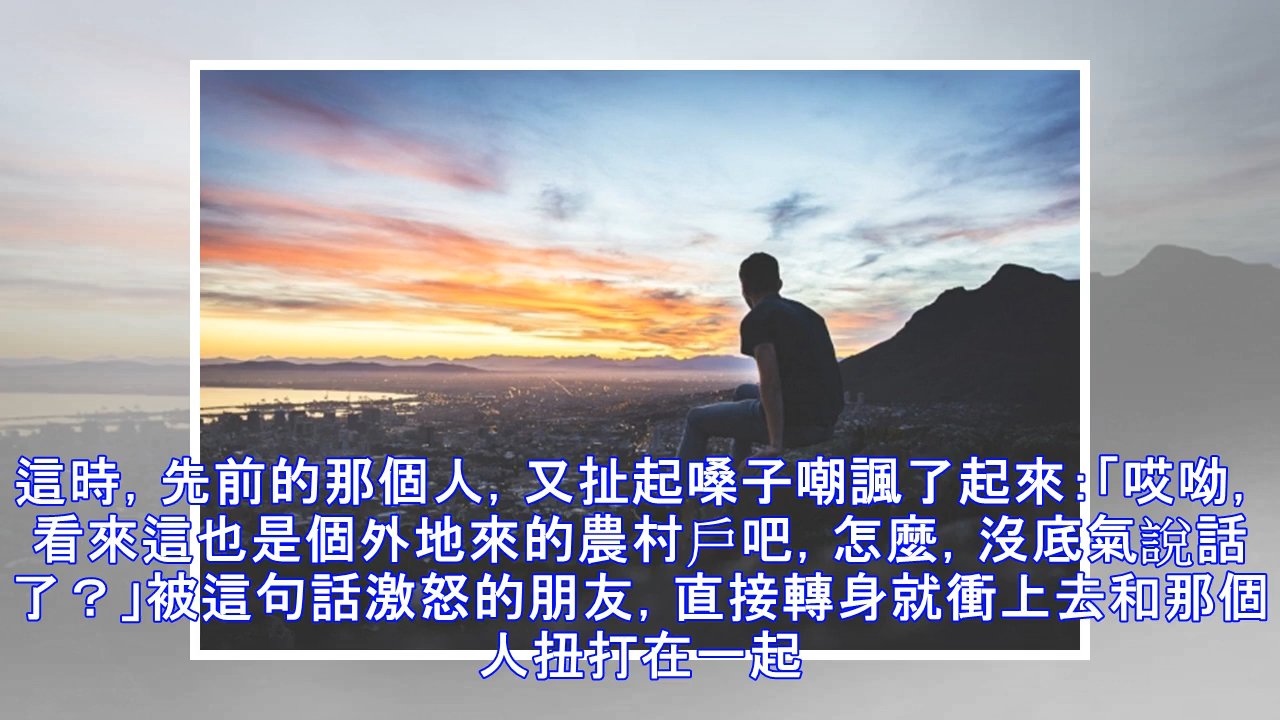 這時, 先前的那個人, 又扯起嗓子嘲諷了起來:「哎呦,
看來這也是個外地來的農村戶吧, 怎麼, 沒底氣說話
了？」被這句話激怒的朋友, 直接轉身就衝上去和那個
人扭打在一起